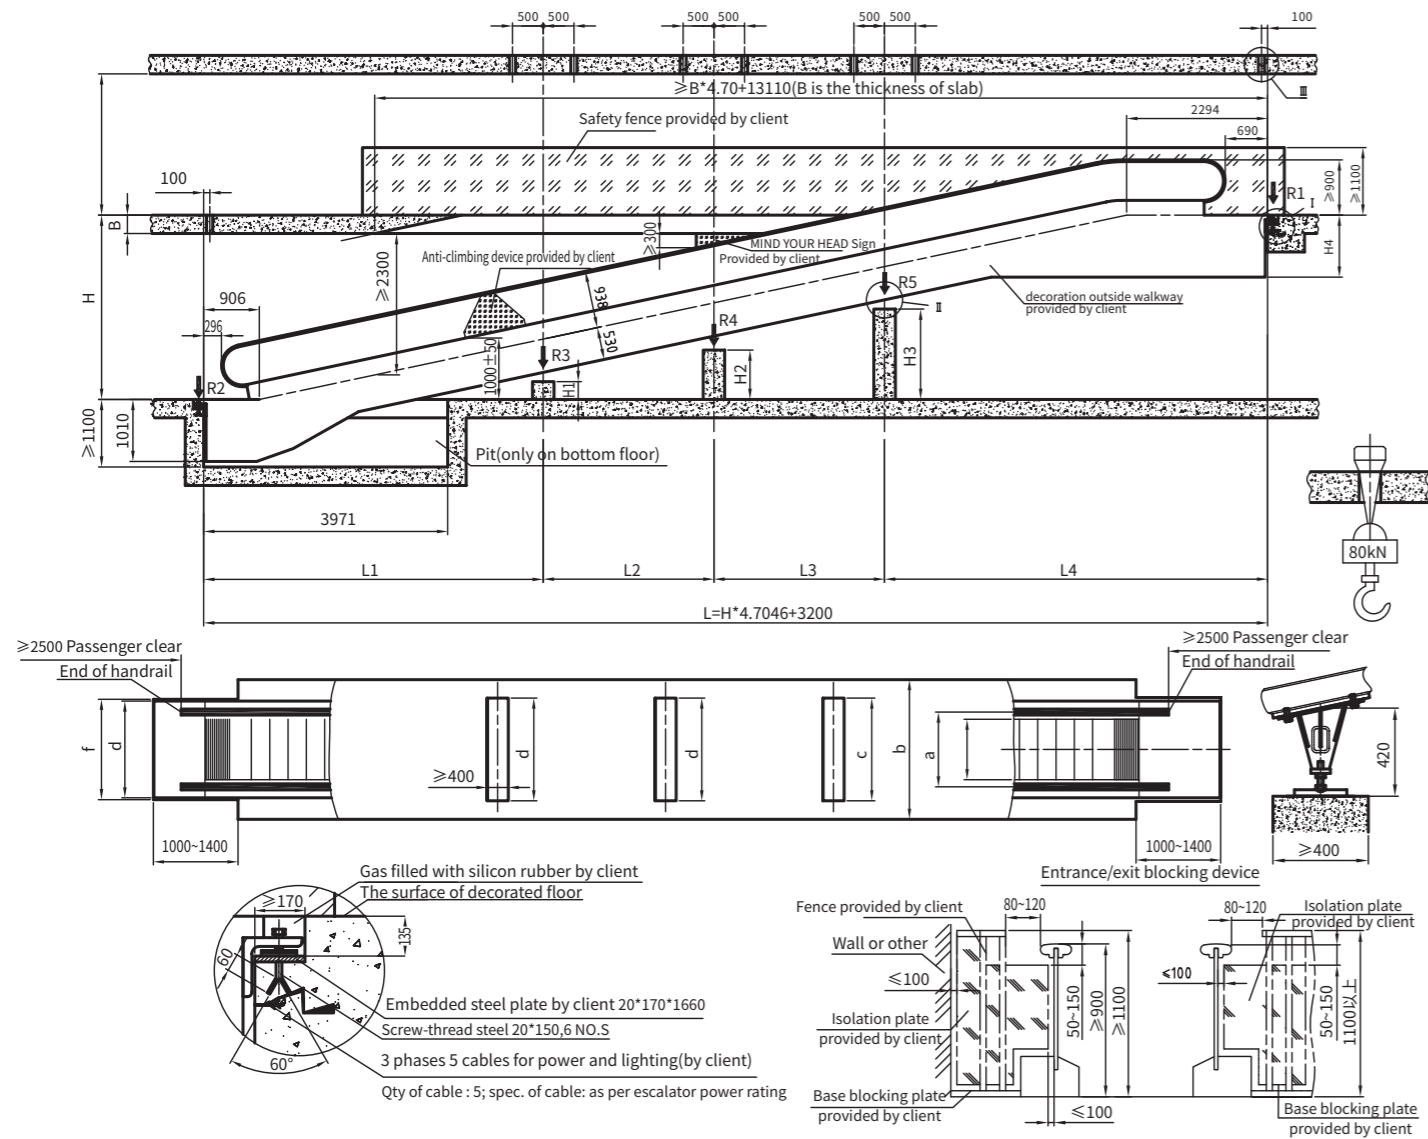 500 500
500 500
500 500
100
≥B*4.70+13110(B is the thickness of slab)
III
2294
Safety fence provided by client
690
100
≥900
≥1100
R1
I
B
≥300
MIND YOUR HEAD Sign
Provided by client
H4
Anti-climbing device provided by client
≥2300
H
906
938
R5
II
decoration outside walkway
provided by client
296
R4
530
1000±50
R3
H3
H2
H1
R2
≥1100
1010
Pit(only on bottom floor)
3971
80kN
L1
L2
L3
L4
L=H*4.7046+3200
≥2500 Passenger clear
End of handrail
≥2500 Passenger clear
End of handrail
f
d
≥400
d
d
c
b
a
420
1000~1400
1000~1400
≥400
Entrance/exit blocking device
Gas filled with silicon rubber by client
The surface of decorated floor
≥170
135
60
60°
Embedded steel plate by client 20*170*1660
Screw-thread steel 20*150,6 NO.S
3 phases 5 cables for power and lighting(by client)
Qty of cable : 5; spec. of cable: as per escalator power rating
Fence provided by client
80~120
Wall or other
≤100
Isolation plate
provided by client
50~150
≥900
≥1100
Base blocking plate
provided by client
≤100
80~120
Isolation plate
provided by client
≤100
50~150
1100以上
Base blocking plate
provided by client